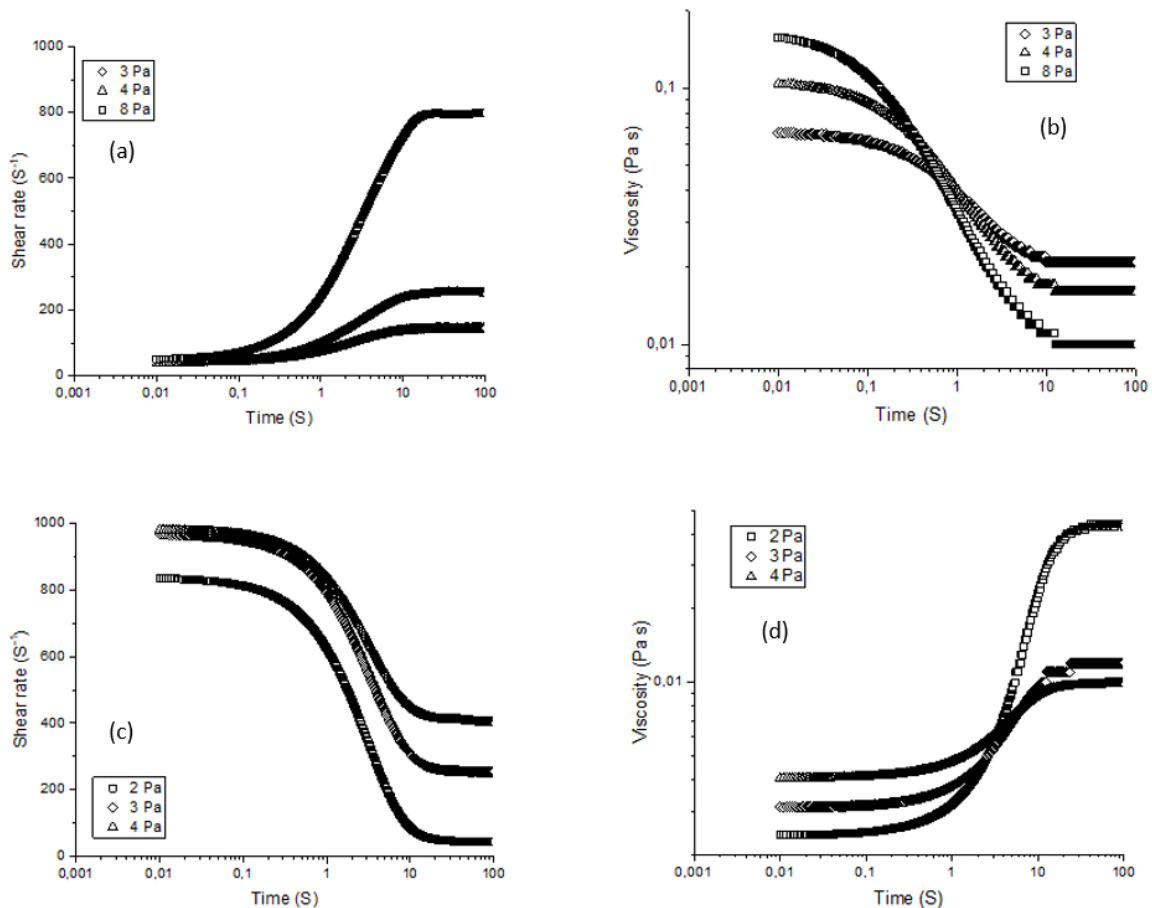 1000
800
600
400
200
0
Shear rate (S⁻¹)
3 Pa
4 Pa
8 Pa
(a)
0,001 0,01 0,1 1 10 100
Time (S)
0,1
0,01
Viscosity (Pa s)
3 Pa
4 Pa
8 Pa
(b)
0,001 0,01 0,1 1 10 100
Time (S)
1000
800
600
400
200
0
Shear rate (S⁻¹)
(c)
2 Pa
3 Pa
4 Pa
0,001 0,01 0,1 1 10 100
Time (S)
0,01
Viscosity (Pa s)
2 Pa
3 Pa
4 Pa
(d)
0,001 0,01 0,1 1 10 100
Time (S)